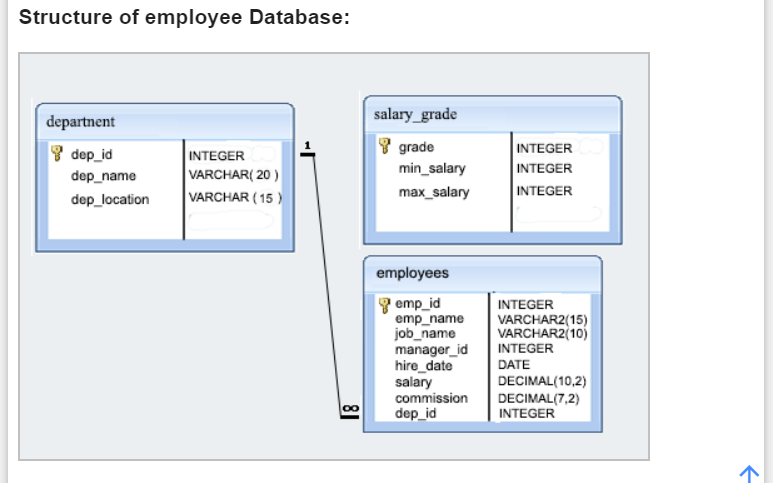 Structure of employee Database:
department
dep_id INTEGER
dep_name VARCHAR( 20 )
dep_location VARCHAR ( 15 )
1
salary_grade
grade INTEGER
min_salary INTEGER
max_salary INTEGER
employees
emp_id INTEGER
emp_name VARCHAR2(15)
job_name VARCHAR2(10)
manager_id INTEGER
hire_date DATE
salary DECIMAL(10,2)
commission DECIMAL(7,2)
dep_id INTEGER
∞